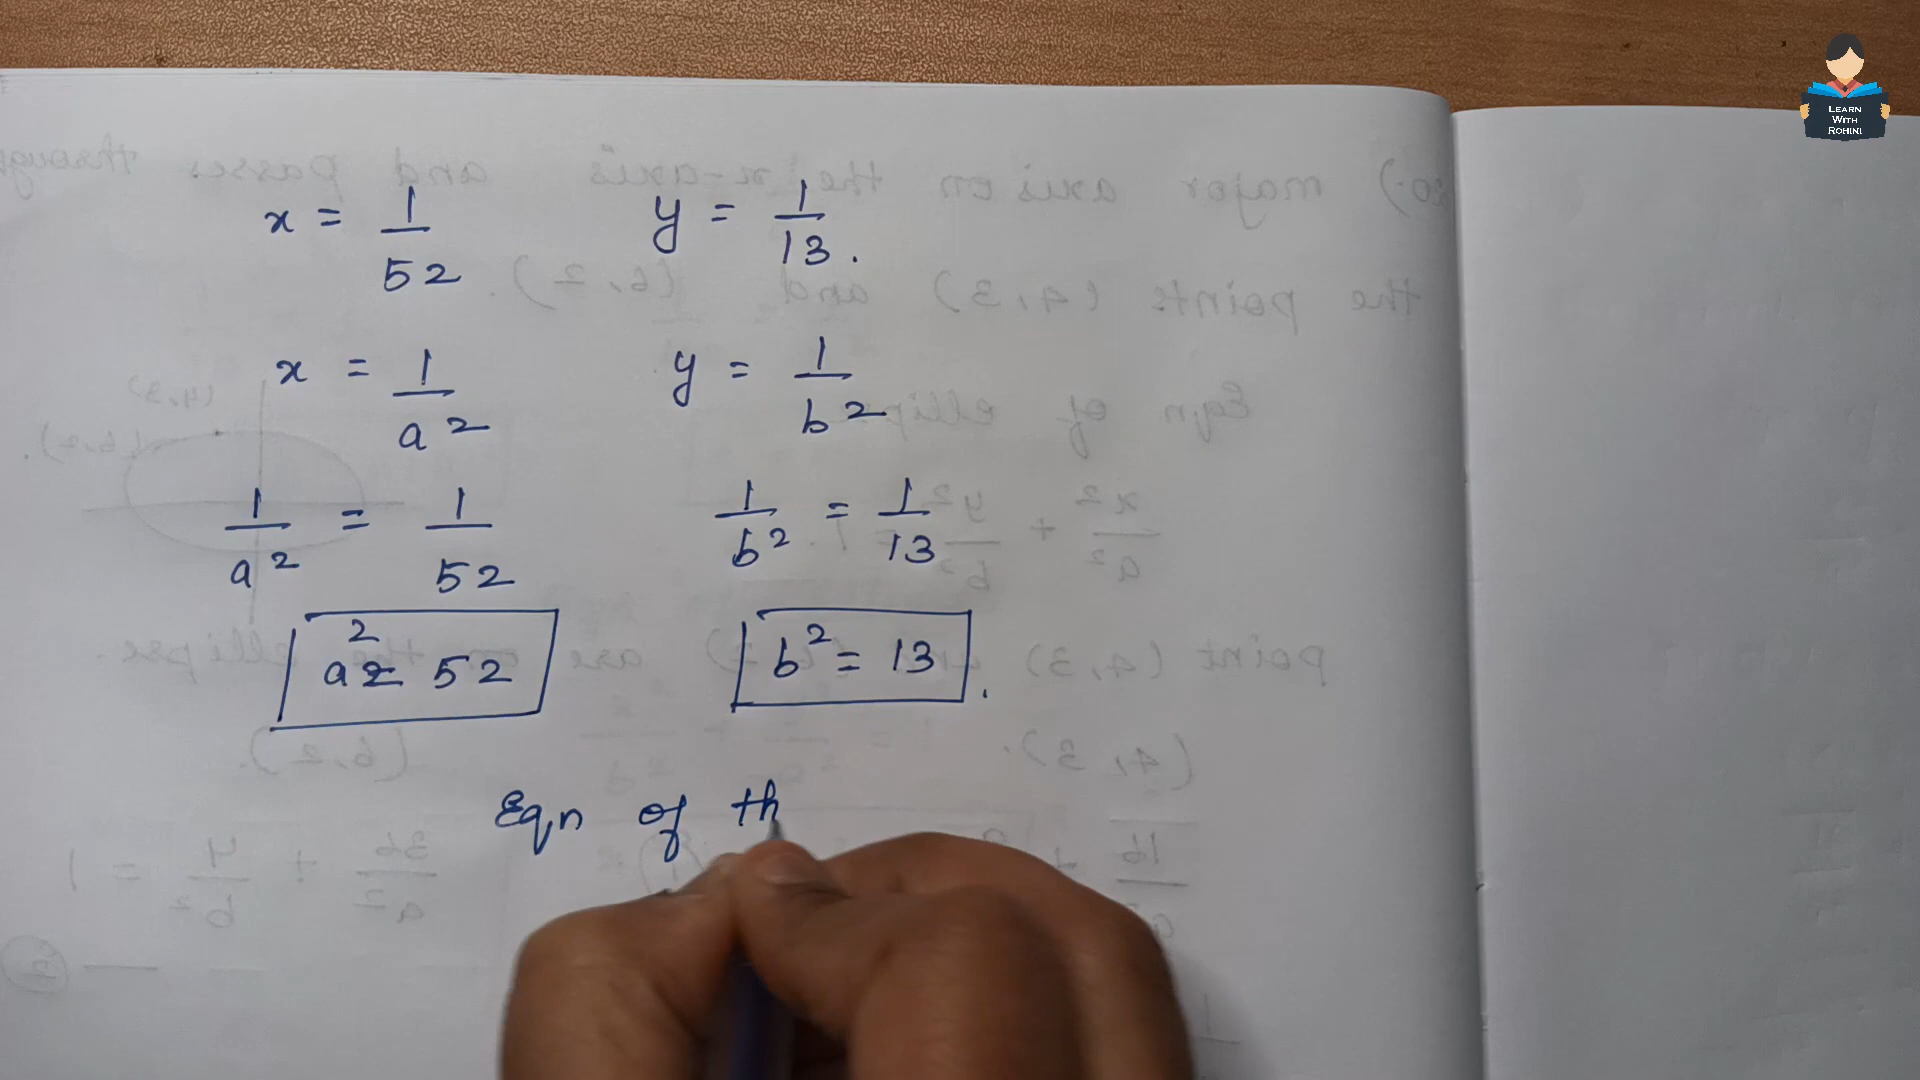 LEARN
WITH
ROHINI
x = 1/52 y = 1/13.
x = 1/a² y = 1/b²
1/a² = 1/52 1/b² = 1/13
a² = 52 b² = 13.
Eqn of th